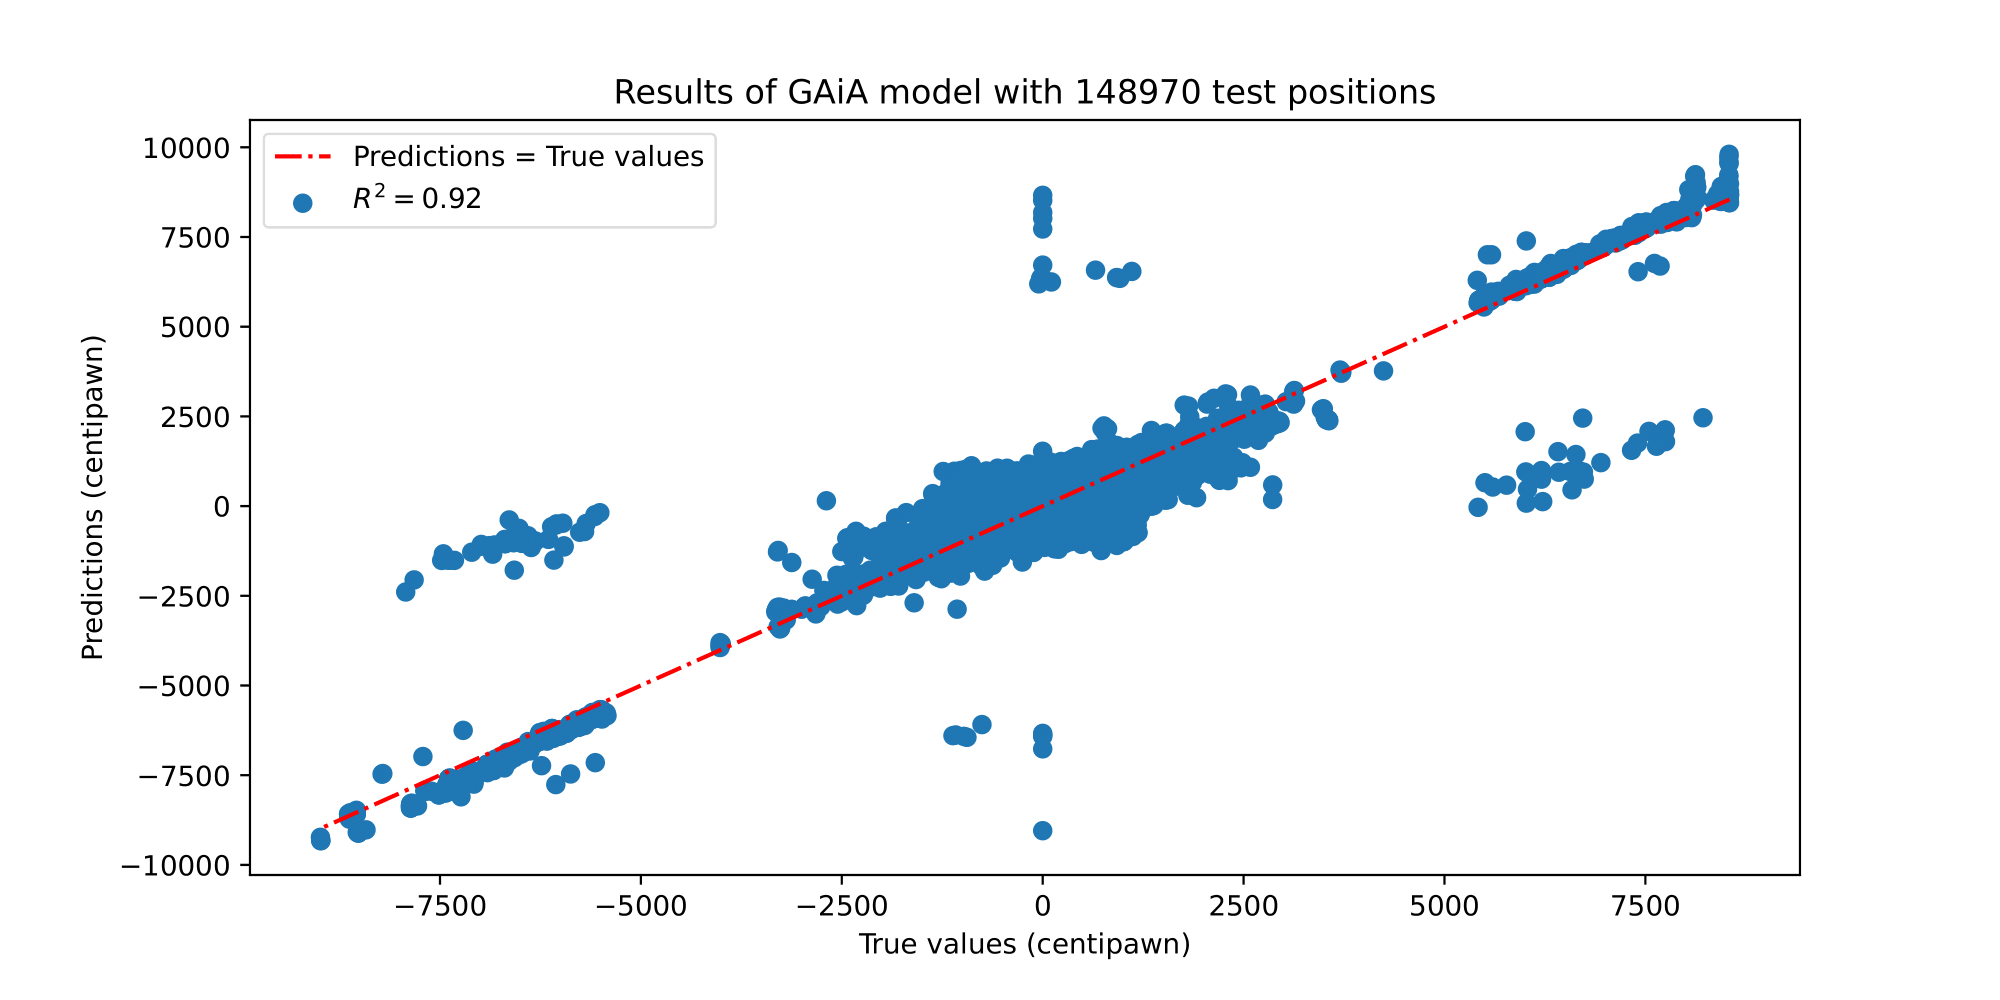 Results of GAiA model with 148970 test positions
Predictions = True values
R² = 0.92
10000
7500
5000
2500
0
−2500
−5000
−7500
−10000
Predictions (centipawn)
−7500 −5000 −2500 0 2500 5000 7500
True values (centipawn)